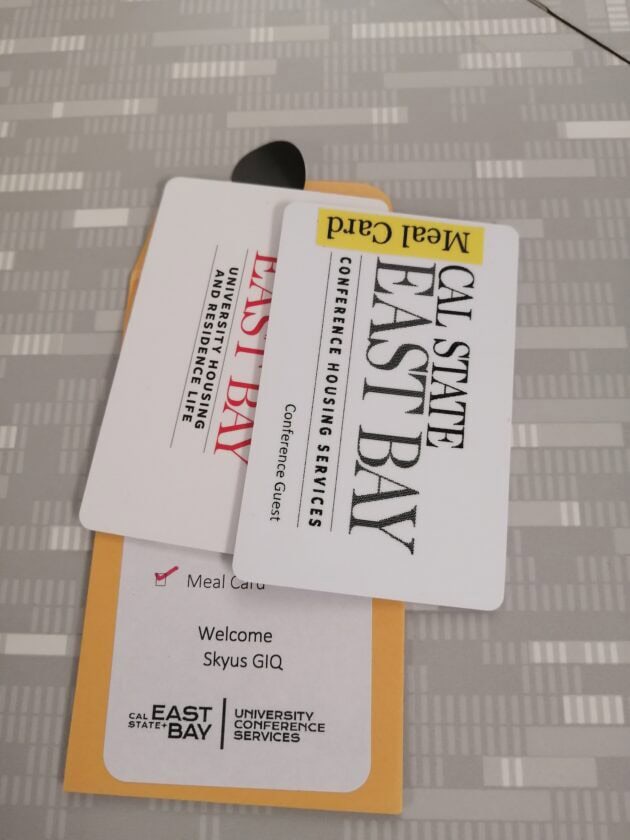 Meal Card
CAL STATE
EAST BAY
CONFERENCE HOUSING SERVICES
Conference Guest
EAST BAY
UNIVERSITY HOUSING
AND RESIDENCE LIFE
Meal Card
Welcome
Skyus GIQ
CAL EAST
STATE+ BAY
UNIVERSITY
CONFERENCE
SERVICES